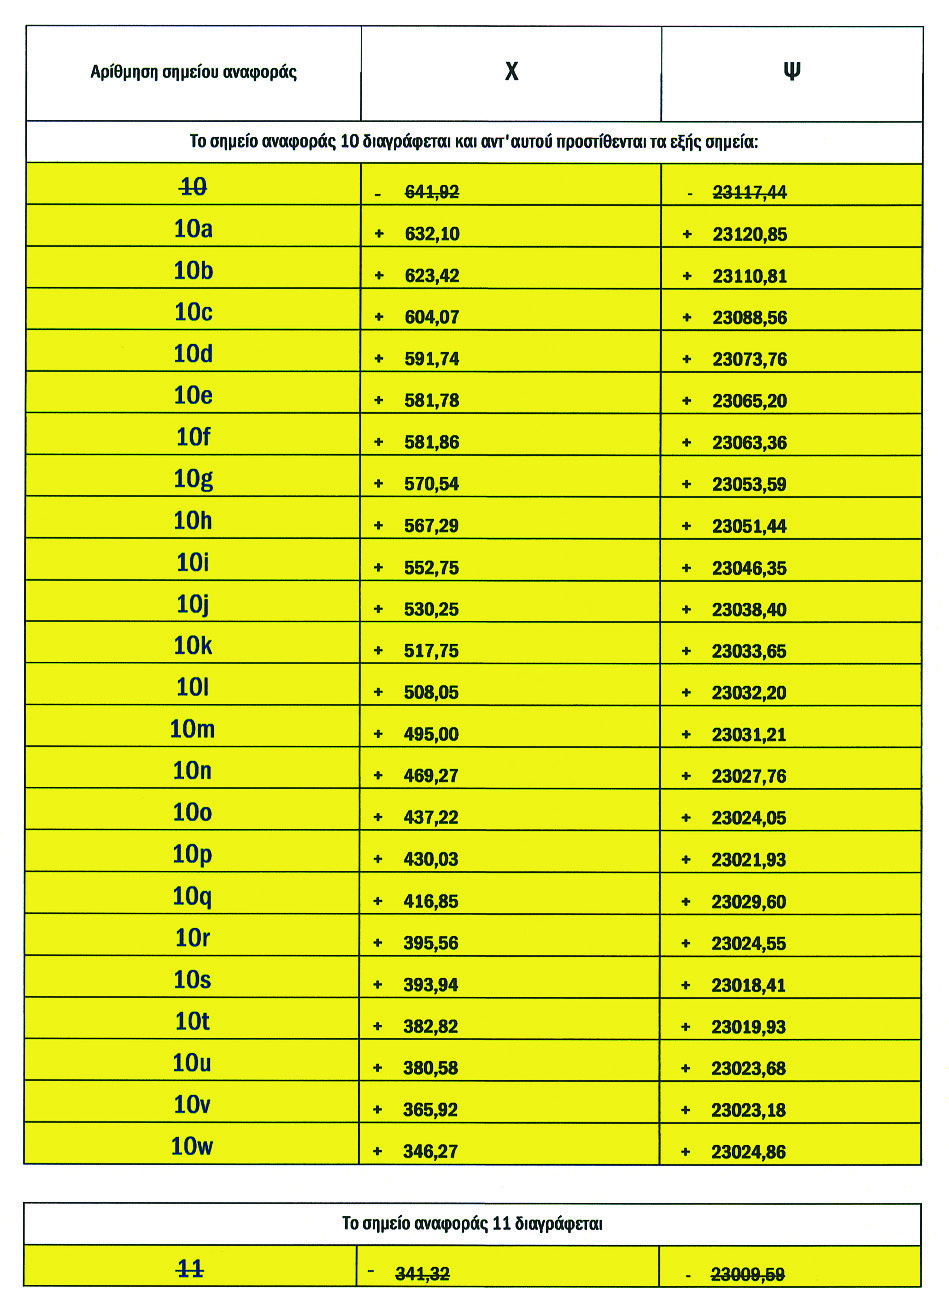 Αρίθμηση σημείου αναφοράς Χ Ψ
Το σημείο αναφοράς 10 διαγράφεται και αντ'αυτού προστίθενται τα εξής σημεία:
10 - 641,92 - 23117,44
10a + 632,10 + 23120,85
10b + 623,42 + 23110,81
10c + 604,07 + 23088,56
10d + 591,74 + 23073,76
10e + 581,78 + 23065,20
10f + 581,86 + 23063,36
10g + 570,54 + 23053,59
10h + 567,29 + 23051,44
10i + 552,75 + 23046,35
10j + 530,25 + 23038,40
10k + 517,75 + 23033,65
10l + 508,05 + 23032,20
10m + 495,00 + 23031,21
10n + 469,27 + 23027,76
10o + 437,22 + 23024,05
10p + 430,03 + 23021,93
10q + 416,85 + 23029,60
10r + 395,56 + 23024,55
10s + 393,94 + 23018,41
10t + 382,82 + 23019,93
10u + 380,58 + 23023,68
10v + 365,92 + 23023,18
10w + 346,27 + 23024,86
Το σημείο αναφοράς 11 διαγράφεται
11 - 341,32 - 23009,59